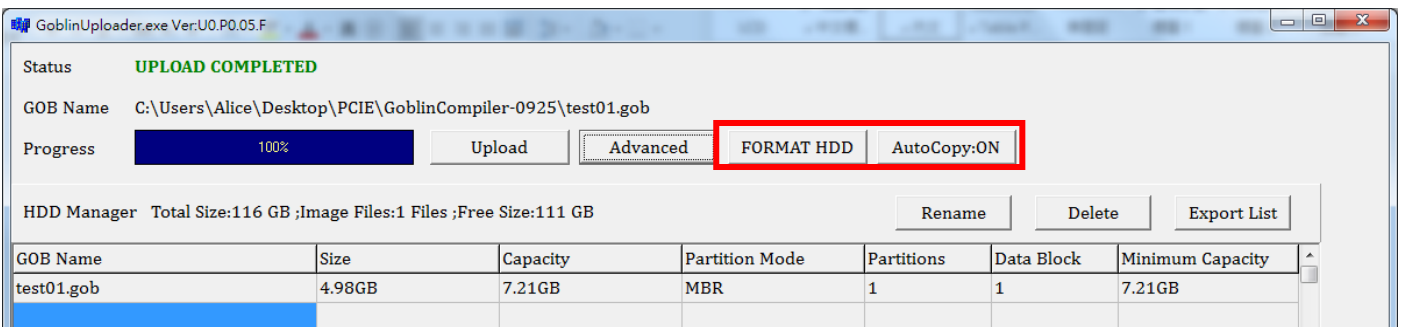 GoblinUploader.exe Ver:U0.P0.05.F
Status UPLOAD COMPLETED
GOB Name C:\Users\Alice\Desktop\PCIE\GoblinCompiler-0925\test01.gob
Progress 100% Upload Advanced FORMAT HDD AutoCopy:ON
HDD Manager Total Size:116 GB ;Image Files:1 Files ;Free Size:111 GB Rename Delete Export List
GOB Name Size Capacity Partition Mode Partitions Data Block Minimum Capacity
test01.gob 4.98GB 7.21GB MBR 1 1 7.21GB